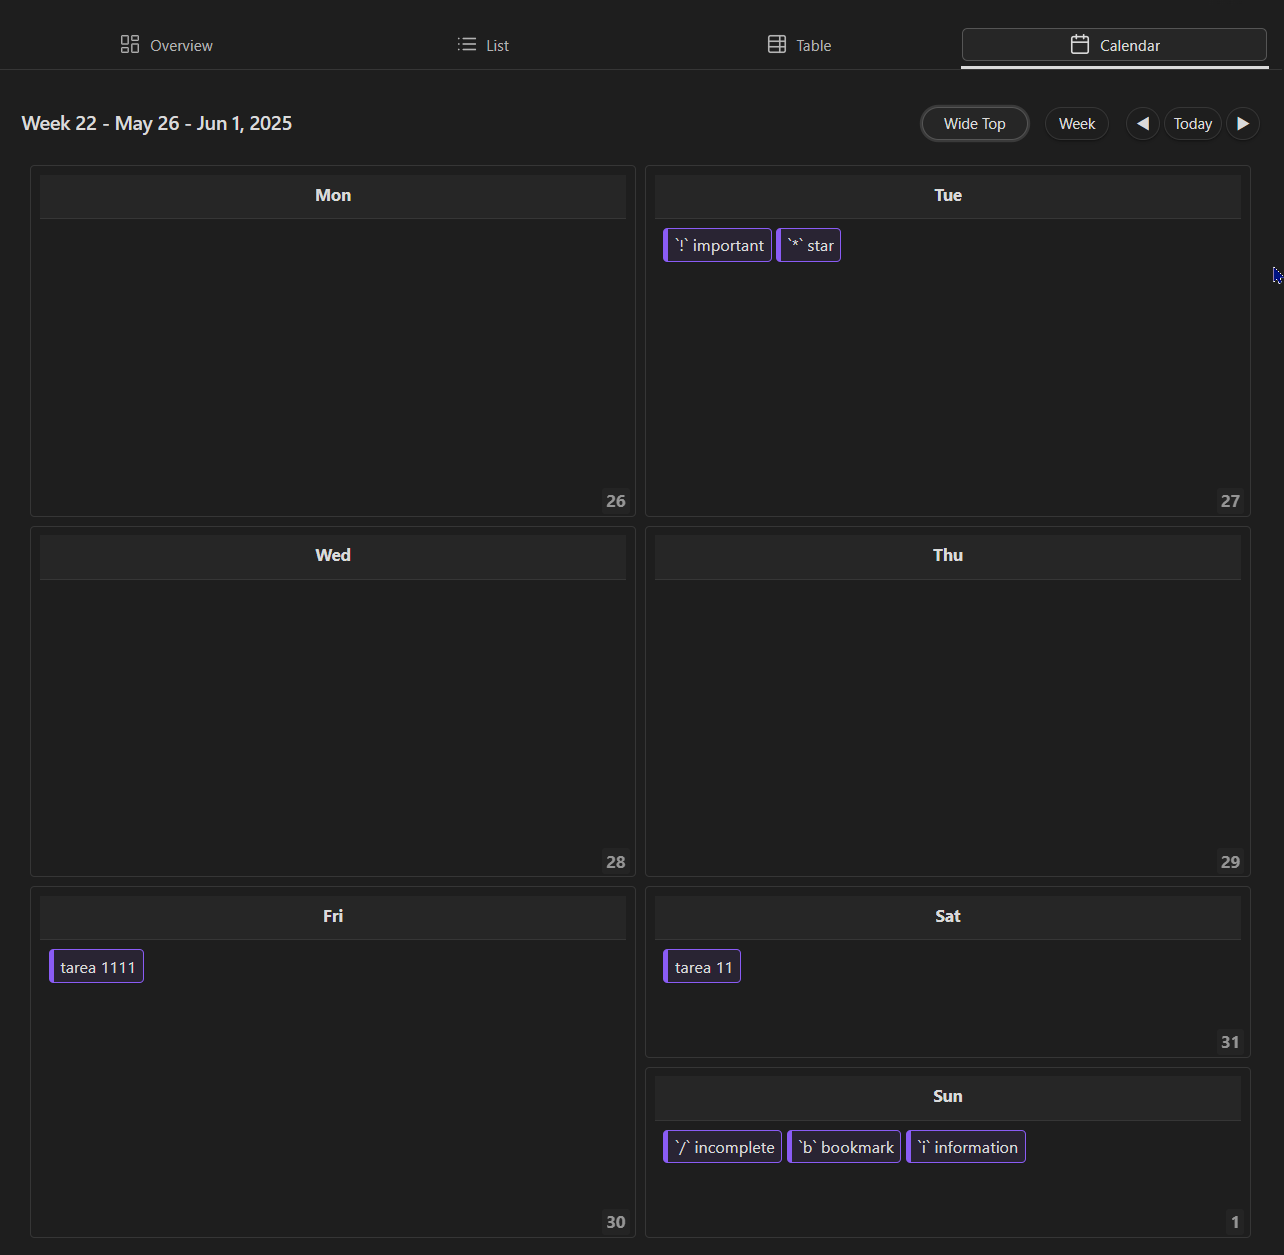 Overview List Table Calendar
Week 22 - May 26 - Jun 1, 2025 Wide Top Week ◀ Today ▶
Mon
26
Tue
`!` important `*` star
27
Wed
28
Thu
29
Fri
tarea 1111
30
Sat
tarea 11
31
Sun
`/` incomplete `b` bookmark `i` information
1